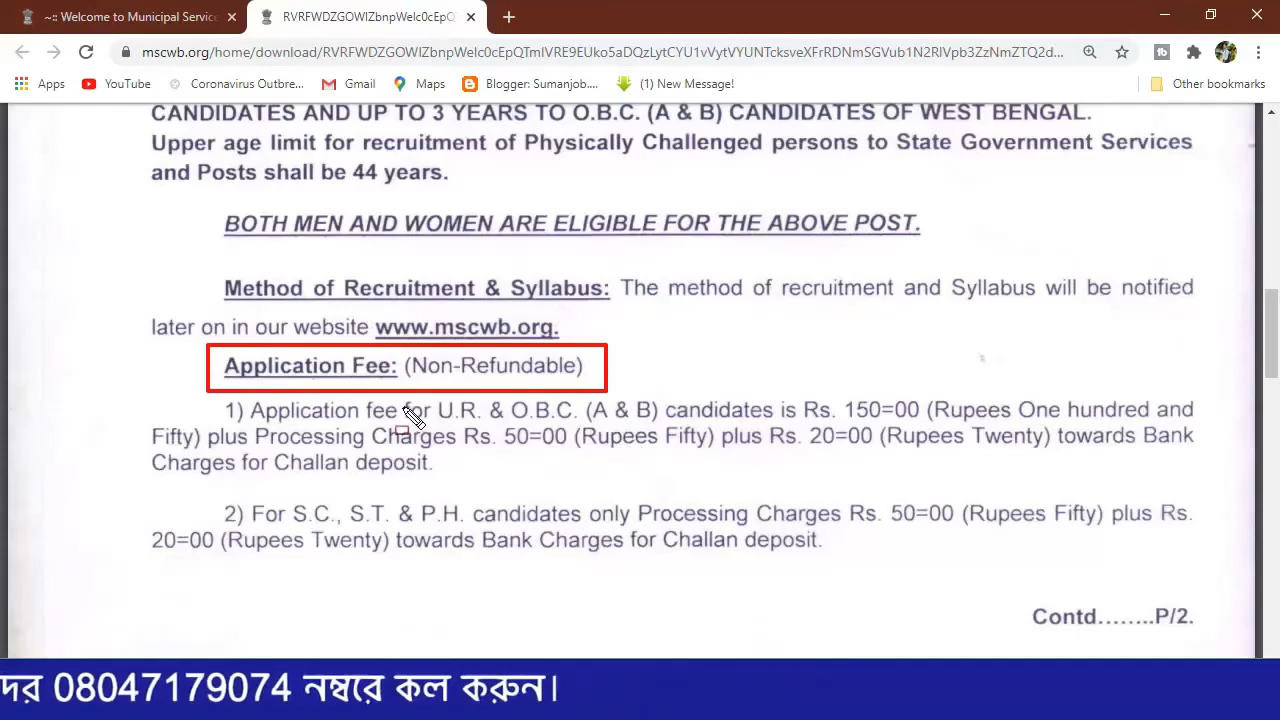 ~:: Welcome to Municipal Service
RVRFWDZGOWIZbnpWelc0cEpQ
mscwb.org/home/download/RVRFWDZGOWIZbnpWelc0cEpQTmlVRE9EUko5aDQzLytCYU1vVytVYUNTcksveXFrRDNmSGVub1N2RlVpb3ZzNmZTQ2d...
Apps
YouTube
Coronavirus Outbre...
Gmail
Maps
Blogger: Sumanjob....
(1) New Message!
Other bookmarks
CANDIDATES AND UP TO 3 YEARS TO O.B.C. (A & B) CANDIDATES OF WEST BENGAL.
Upper age limit for recruitment of Physically Challenged persons to State Government Services
and Posts shall be 44 years.
BOTH MEN AND WOMEN ARE ELIGIBLE FOR THE ABOVE POST.
Method of Recruitment & Syllabus: The method of recruitment and Syllabus will be notified
later on in our website www.mscwb.org.
Application Fee: (Non-Refundable)
1) Application fee for U.R. & O.B.C. (A & B) candidates is Rs. 150=00 (Rupees One hundred and
Fifty) plus Processing Charges Rs. 50=00 (Rupees Fifty) plus Rs. 20=00 (Rupees Twenty) towards Bank
Charges for Challan deposit.
2) For S.C., S.T. & P.H. candidates only Processing Charges Rs. 50=00 (Rupees Fifty) plus Rs.
20=00 (Rupees Twenty) towards Bank Charges for Challan deposit.
Contd........P/2.
দর 08047179074 নম্বরে কল করুন।